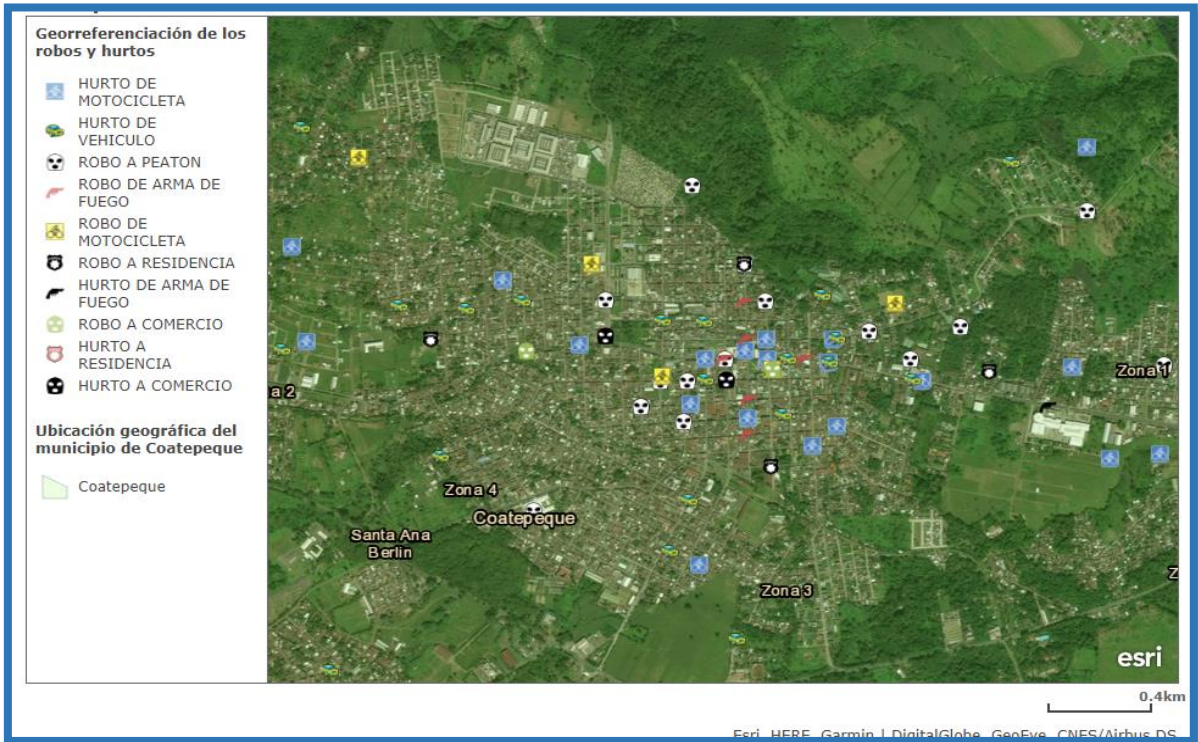 Georreferenciación de los
robos y hurtos
HURTO DE
MOTOCICLETA
HURTO DE
VEHICULO
ROBO A PEATON
ROBO DE ARMA DE
FUEGO
ROBO DE
MOTOCICLETA
ROBO A RESIDENCIA
HURTO DE ARMA DE
FUEGO
ROBO A COMERCIO
HURTO A
RESIDENCIA
HURTO A COMERCIO
Ubicación geográfica del
municipio de Coatepeque
Coatepeque
Zona 1
a 2
Zona 4
Coatepeque
Santa Ana
Berlin
Z
Zona 3
esri
0.4km
Esri, HERE, Garmin | DigitalGlobe, GeoEye, CNES/Airbus DS